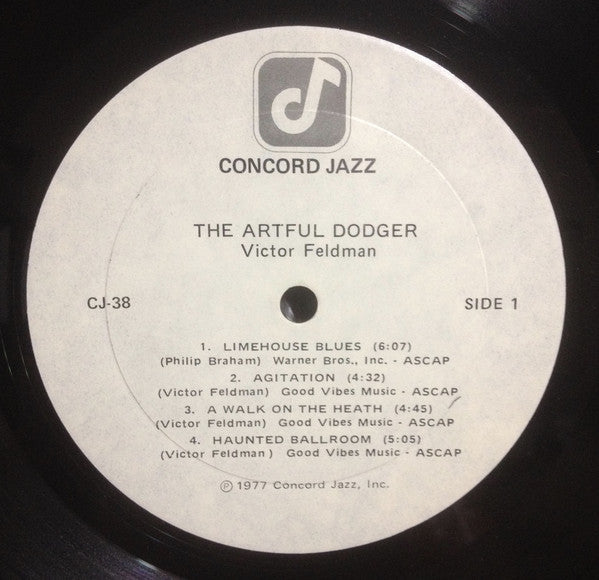 CONCORD JAZZ
THE ARTFUL DODGER
Victor Feldman
CJ-38
SIDE 1
1. LIMEHOUSE BLUES (6:07)
(Philip Braham) Warner Bros., Inc. - ASCAP
2. AGITATION (4:32)
(Victor Feldman) Good Vibes Music - ASCAP
3. A WALK ON THE HEATH (4:45)
(Victor Feldman) Good Vibes Music - ASCAP
4. HAUNTED BALLROOM (5:05)
(Victor Feldman ) Good Vibes Music - ASCAP
℗ 1977 Concord Jazz, Inc.